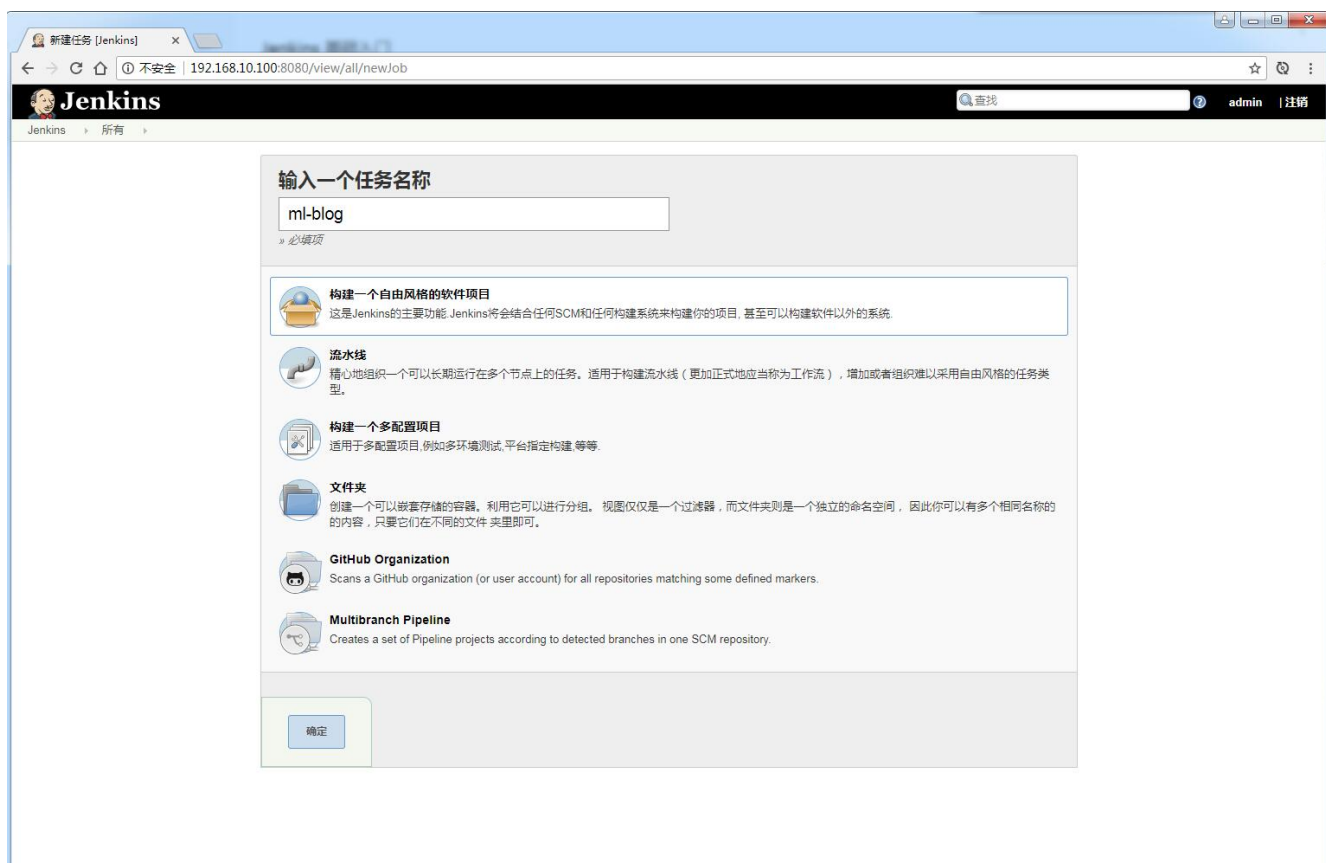 新建任务 [Jenkins]
不安全 | 192.168.10.100:8080/view/all/newJob
Jenkins
查找
admin
|注销
Jenkins
所有
输入一个任务名称
ml-blog
» 必填项
构建一个自由风格的软件项目
这是Jenkins的主要功能.Jenkins将会结合任何SCM和任何构建系统来构建你的项目, 甚至可以构建软件以外的系统.
流水线
精心地组织一个可以长期运行在多个节点上的任务。适用于构建流水线（更加正式地应当称为工作流），增加或者组织难以采用自由风格的任务类
型。
构建一个多配置项目
适用于多配置项目,例如多环境测试,平台指定构建,等等.
文件夹
创建一个可以嵌套存储的容器。利用它可以进行分组。 视图仅仅是一个过滤器，而文件夹则是一个独立的命名空间， 因此你可以有多个相同名称的
的内容，只要它们在不同的文件 夹里即可。
GitHub Organization
Scans a GitHub organization (or user account) for all repositories matching some defined markers.
Multibranch Pipeline
Creates a set of Pipeline projects according to detected branches in one SCM repository.
确定